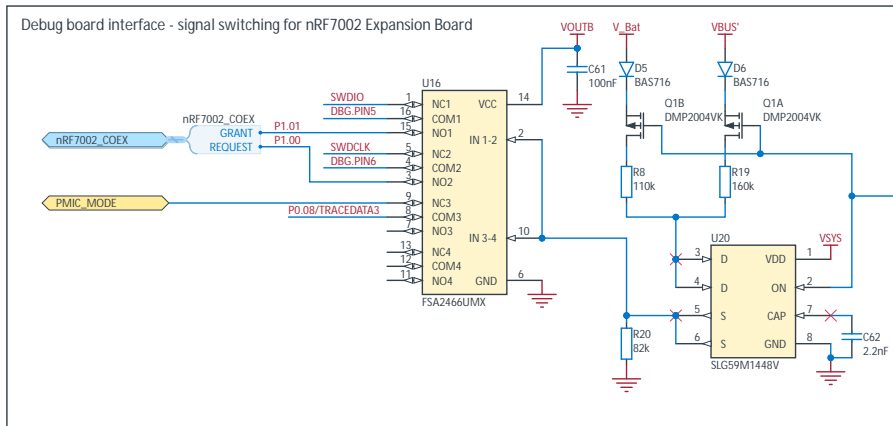 Debug board interface - signal switching for nRF7002 Expansion Board
VOUTB
V_Bat
VBUS'
C61
100nF
D5
BAS716
D6
BAS716
U16
SWDIO 1 NC1 VCC 14
DBG.PIN5 16 COM1
nRF7002_COEX
nRF7002_COEX
GRANT P1.01 15 NO1 IN 1-2 2
REQUEST P1.00
SWDCLK 5 NC2
DBG.PIN6 4 COM2
3 NO2
PMIC_MODE 9 NC3
P0.08/TRACEDATA3 8 COM3
7 NO3 IN 3-4 10
13 NC4
12 COM4
11 NO4 GND 6
FSA2466UMX
Q1B
DMP2004VK
Q1A
DMP2004VK
R8
110k
R19
160k
U20
VSYS
3 D VDD 1
4 D ON 2
5 S CAP 7
6 S GND 8
SLG59M1448V
R20
82k
C62
2.2nF